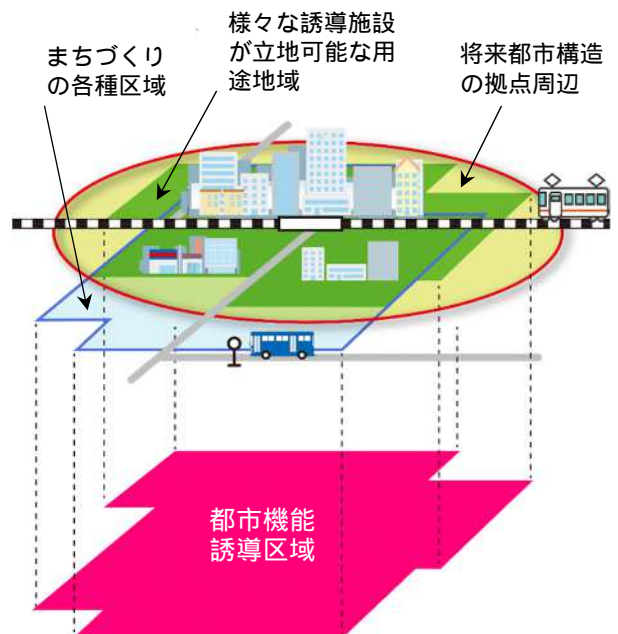 様々な誘導施設
が立地可能な用
途地域
まちづくり
の各種区域
将来都市構造
の拠点周辺
都市機能
誘導区域